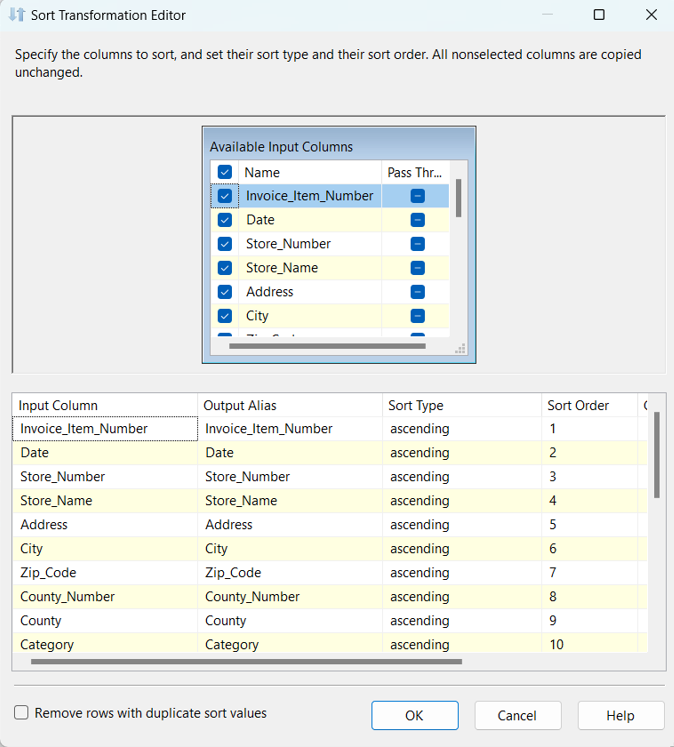 Sort Transformation Editor
Specify the columns to sort, and set their sort type and their sort order. All nonselected columns are copied
unchanged.
Available Input Columns
Name Pass Thr...
Invoice_Item_Number
Date
Store_Number
Store_Name
Address
City
Input Column Output Alias Sort Type Sort Order
Invoice_Item_Number Invoice_Item_Number ascending 1
Date Date ascending 2
Store_Number Store_Number ascending 3
Store_Name Store_Name ascending 4
Address Address ascending 5
City City ascending 6
Zip_Code Zip_Code ascending 7
County_Number County_Number ascending 8
County County ascending 9
Category Category ascending 10
Remove rows with duplicate sort values
OK Cancel Help